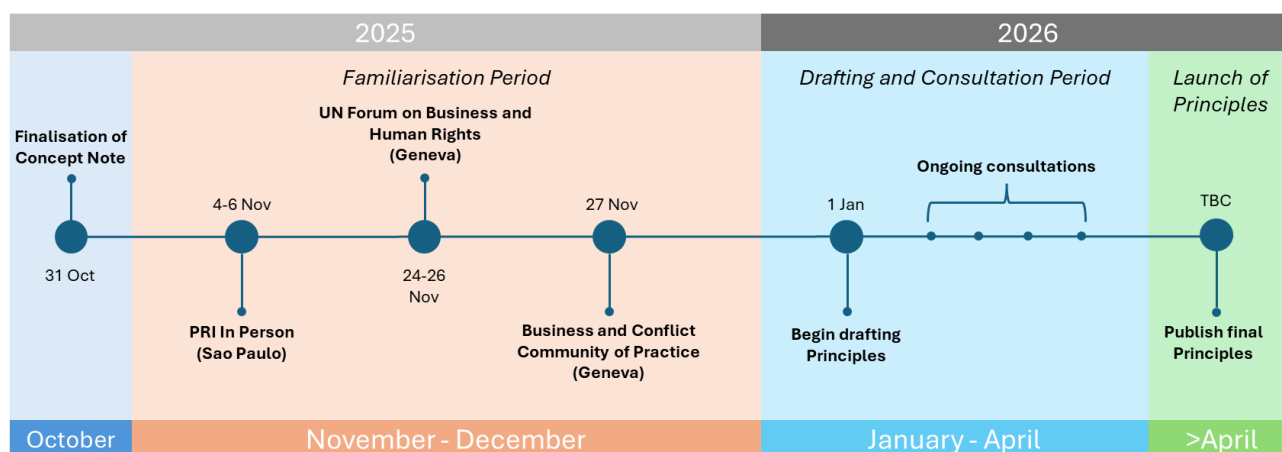 2025
2026
Familiarisation Period
Drafting and Consultation Period
Launch of
Principles
Finalisation of
Concept Note
31 Oct
4-6 Nov
PRI In Person
(Sao Paulo)
UN Forum on Business and
Human Rights
(Geneva)
24-26
Nov
27 Nov
Business and Conflict
Community of Practice
(Geneva)
1 Jan
Begin drafting
Principles
Ongoing consultations
TBC
Publish final
Principles
October
November - December
January - April
>April